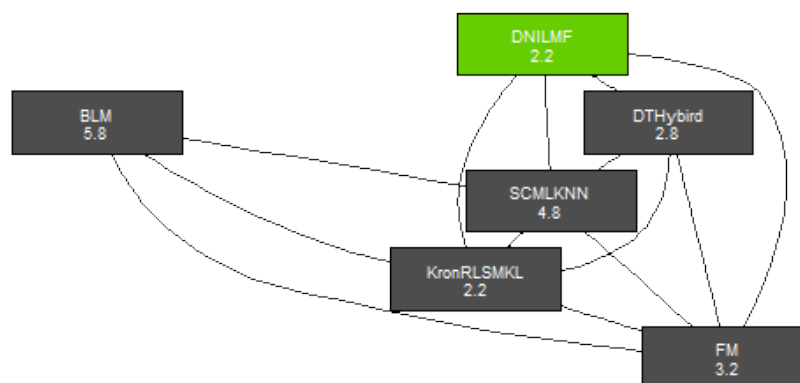 DNILMF
2.2
BLM
5.8
DTHybird
2.8
SCMLKNN
4.8
KronRLSMKL
2.2
FM
3.2